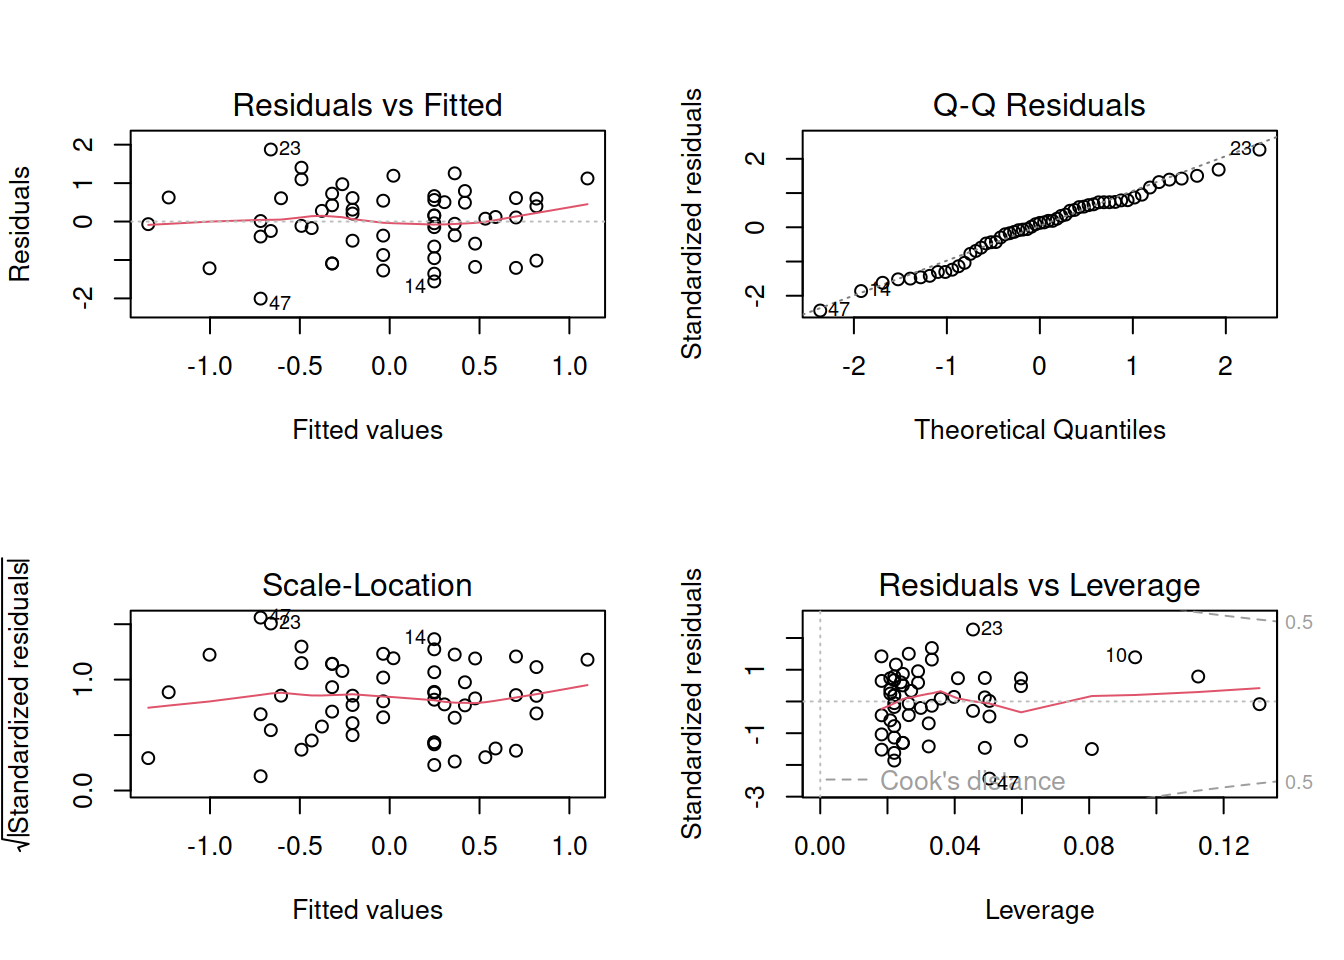 Residuals vs Fitted
Residuals
2
1
0
-2
23
14
47
-1.0 -0.5 0.0 0.5 1.0
Fitted values
Q-Q Residuals
Standardized residuals
2
0
-2
23
14
47
-2 -1 0 1 2
Theoretical Quantiles
Scale-Location
√|Standardized residuals|
1.0
0.0
47
23
14
-1.0 -0.5 0.0 0.5 1.0
Fitted values
Residuals vs Leverage
Standardized residuals
1
-1
-3
0.5
23
10
Cook's distance
47
0.5
0.00 0.04 0.08 0.12
Leverage